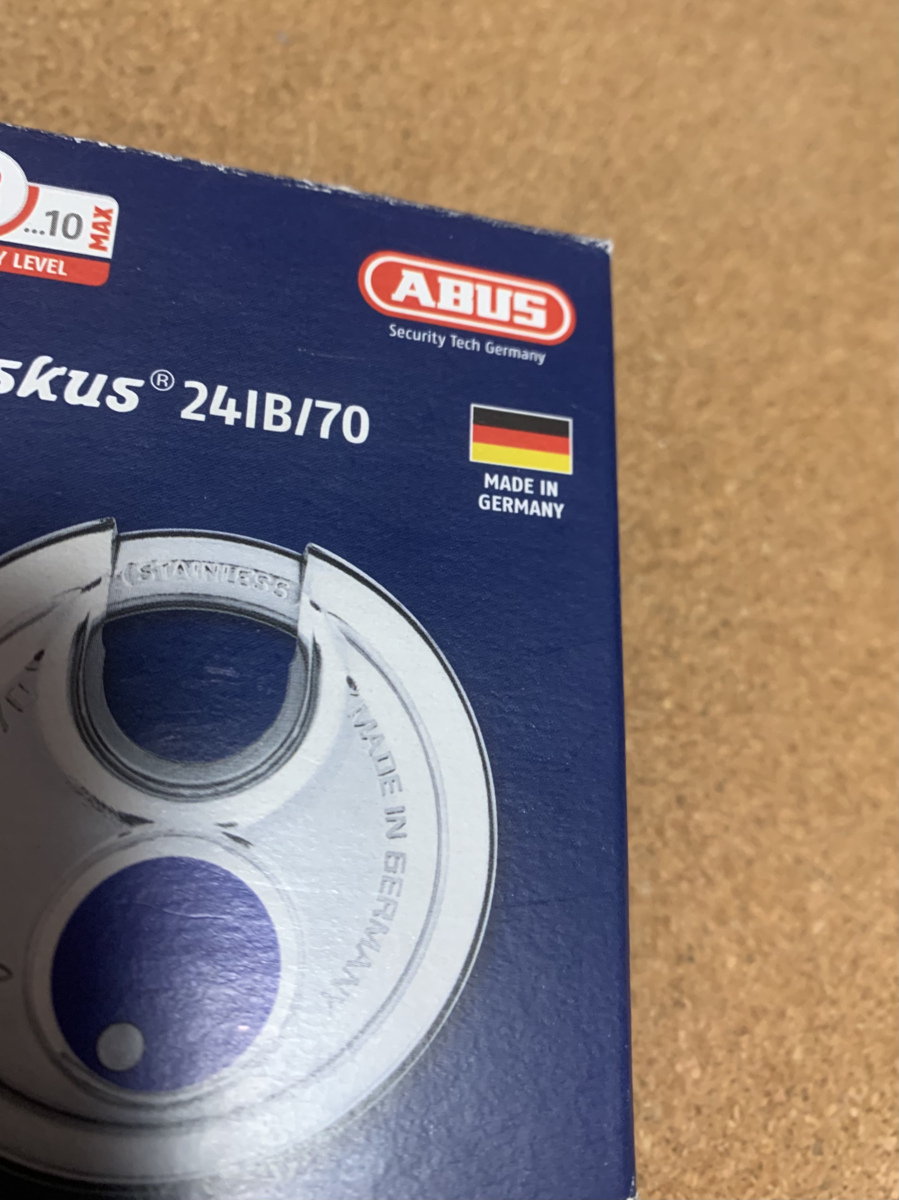 ...10 MAX
LEVEL
ABUS
Security Tech Germany
skus® 24IB/70
MADE IN
GERMANY
STAINLESS
MADE IN GERMANY